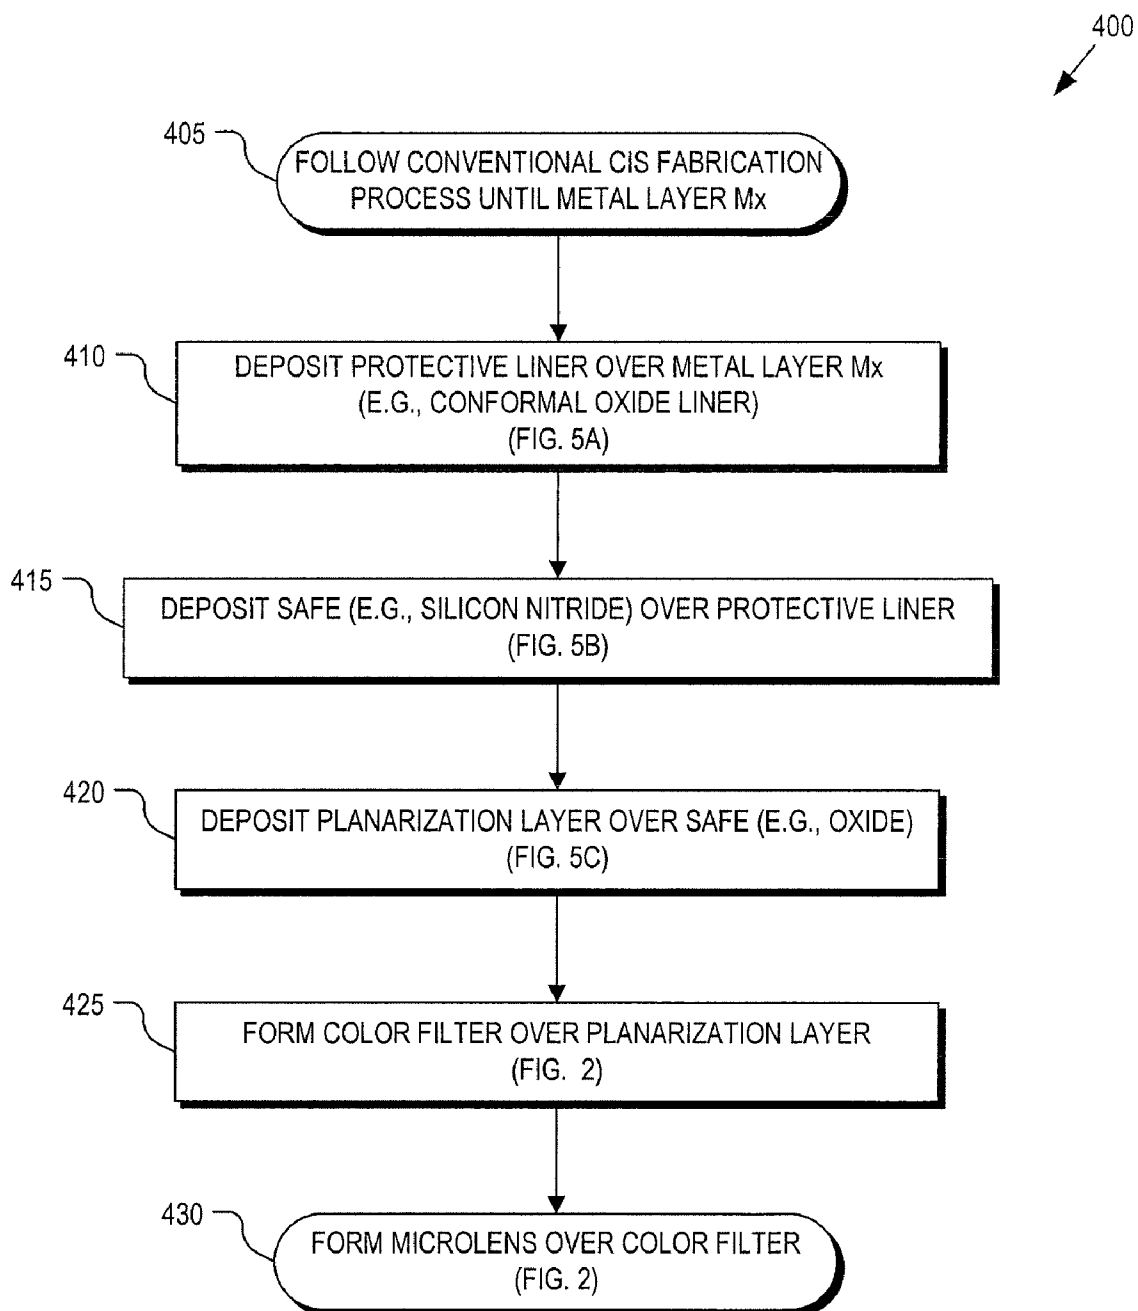 400
405
FOLLOW CONVENTIONAL CIS FABRICATION
PROCESS UNTIL METAL LAYER Mx
410
DEPOSIT PROTECTIVE LINER OVER METAL LAYER Mx
(E.G., CONFORMAL OXIDE LINER)
(FIG. 5A)
415
DEPOSIT SAFE (E.G., SILICON NITRIDE) OVER PROTECTIVE LINER
(FIG. 5B)
420
DEPOSIT PLANARIZATION LAYER OVER SAFE (E.G., OXIDE)
(FIG. 5C)
425
FORM COLOR FILTER OVER PLANARIZATION LAYER
(FIG. 2)
430
FORM MICROLENS OVER COLOR FILTER
(FIG. 2)